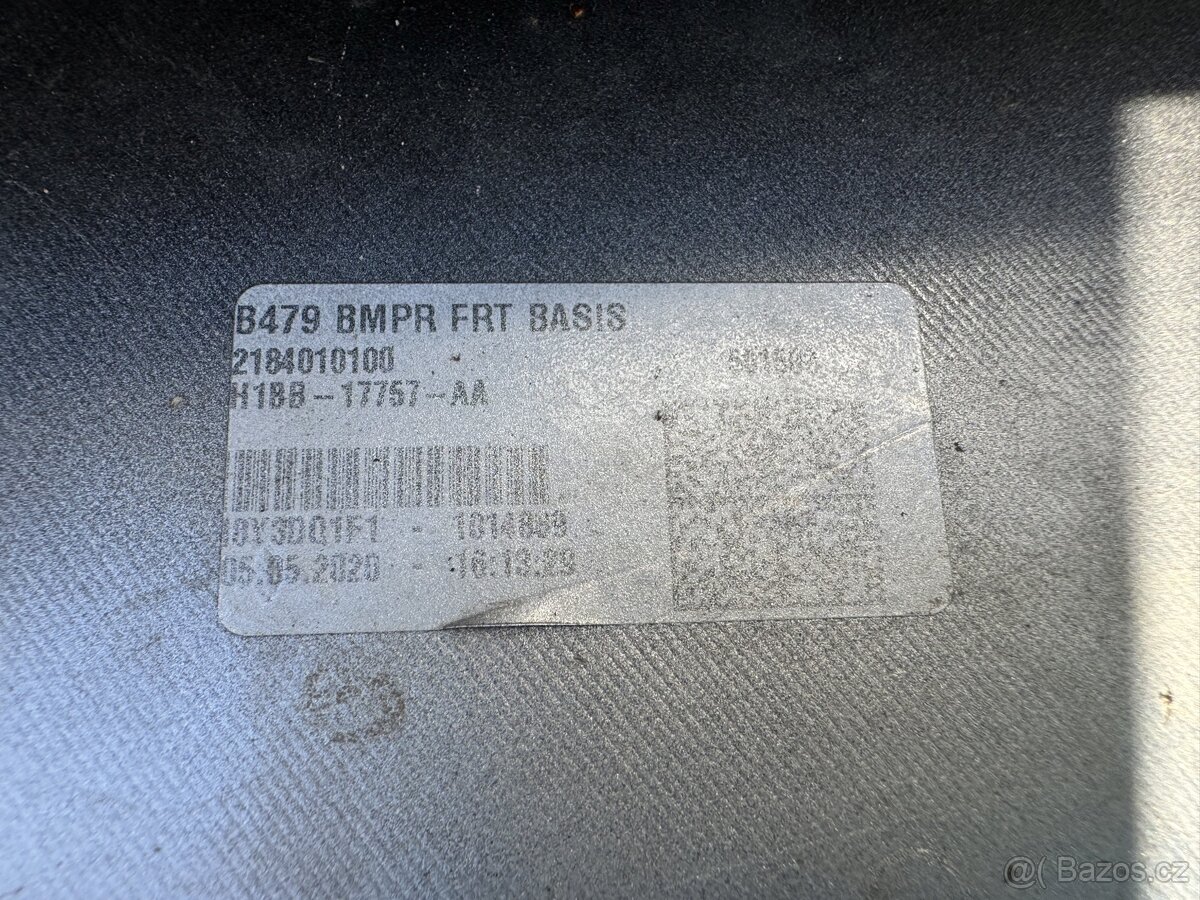 B479 BMPR FRT BASIS
2184010100
H1BB-17757-AA
05.05.2020 - 16:13:29
@( Bazos.cz